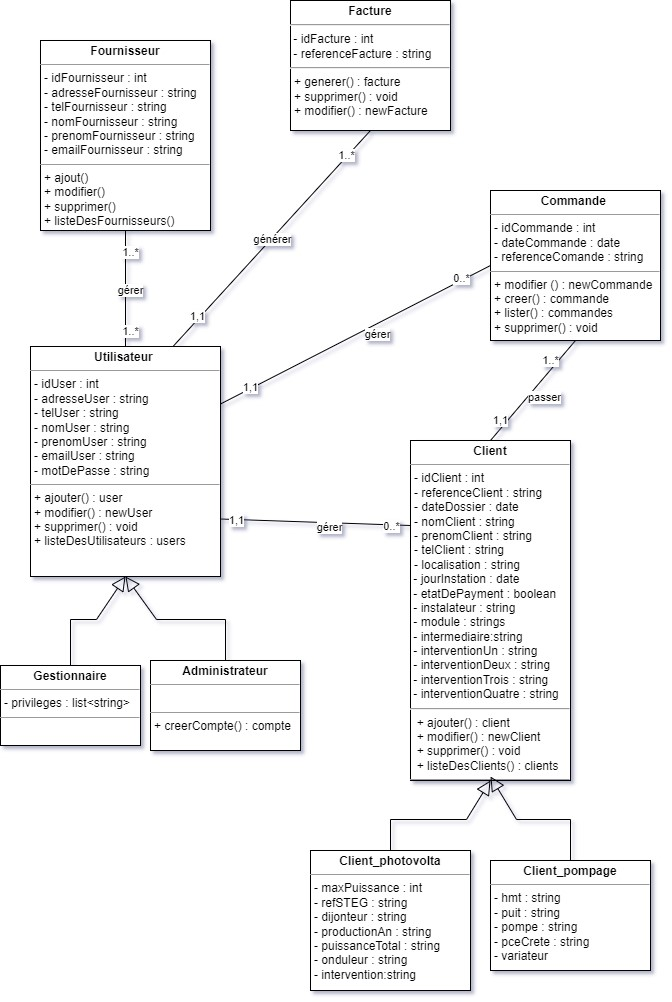 Facture
- idFacture : int
- referenceFacture : string
+ generer() : facture
+ supprimer() : void
+ modifier() : newFacture
Fournisseur
- idFournisseur : int
- adresseFournisseur : string
- telFournisseur : string
- nomFournisseur : string
- prenomFournisseur : string
- emailFournisseur : string
+ ajout()
+ modifier()
+ supprimer()
+ listeDesFournisseurs()
1..*
gérer
1..*
1..*
générer
1,1
Commande
- idCommande : int
- dateCommande : date
- referenceComande : string
+ modifier () : newCommande
+ creer() : commande
+ lister() : commandes
+ supprimer() : void
0..*
gérer
1,1
1..*
passer
1,1
Utilisateur
- idUser : int
- adresseUser : string
- telUser : string
- nomUser : string
- prenomUser : string
- emailUser : string
- motDePasse : string
+ ajouter() : user
+ modifier() : newUser
+ supprimer() : void
+ listeDesUtilisateurs : users
1,1
gérer
0..*
Client
- idClient : int
- referenceClient : string
- dateDossier : date
- nomClient : string
- prenomClient : string
- telClient : string
- localisation : string
- jourInstation : date
- etatDePayment : boolean
- instalateur : string
- module : strings
- intermediaire:string
- interventionUn : string
- interventionDeux : string
- interventionTrois : string
- interventionQuatre : string
+ ajouter() : client
+ modifier() : newClient
+ supprimer() : void
+ listeDesClients() : clients
Gestionnaire
- privileges : list<string>
Administrateur
+ creerCompte() : compte
Client_photovolta
- maxPuissance : int
- refSTEG : string
- dijonteur : string
- productionAn : string
- puissanceTotal : string
- onduleur : string
- intervention:string
Client_pompage
- hmt : string
- puit : string
- pompe : string
- pceCrete : string
- variateur